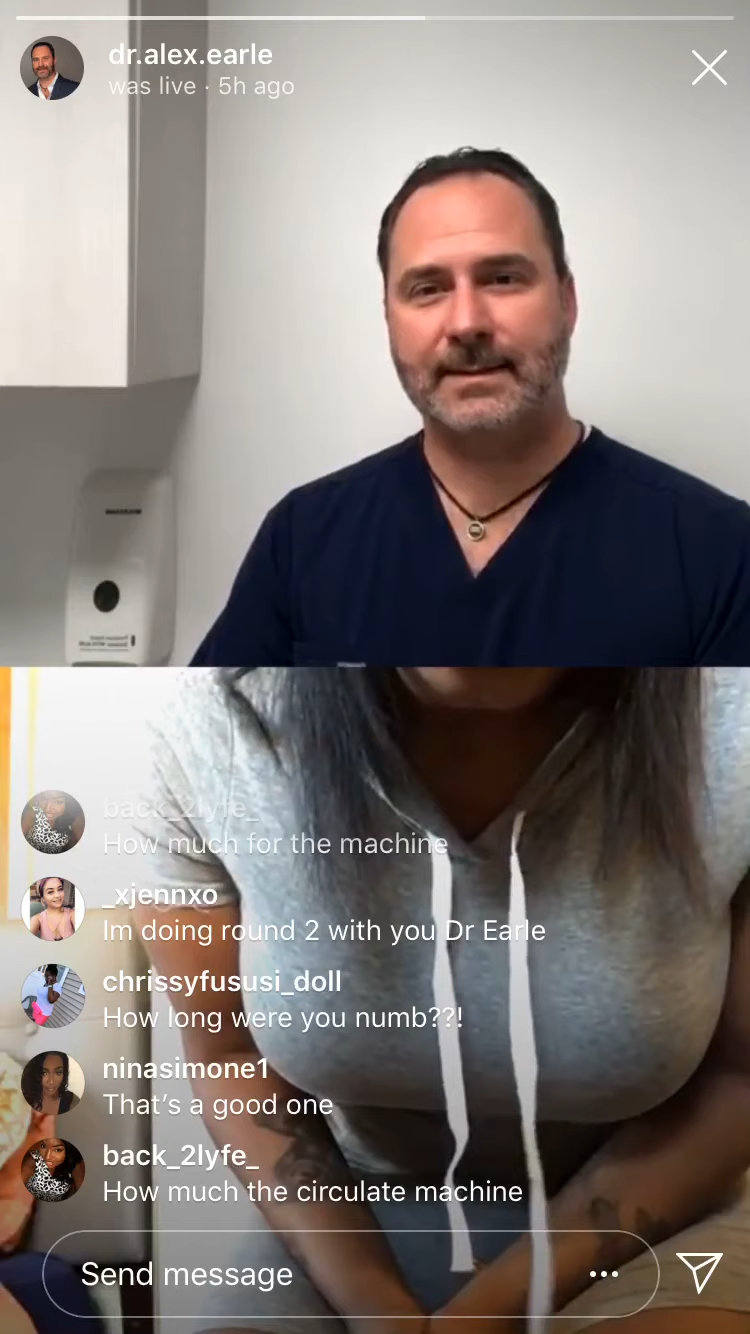 dr.alex.earle
was live · 5h ago
back_2lyfe_
How much for the machine
_xjennxo
Im doing round 2 with you Dr Earle
chrissyfususi_doll
How long were you numb??!
ninasimone1
That's a good one
back_2lyfe_
How much the circulate machine
Send message